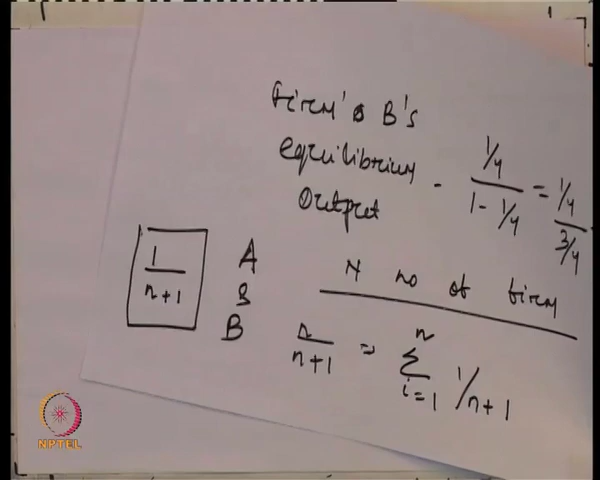 Firm's B's
Equilibrium
Output - 1/4 / 1 - 1/4 = 1/4 / 3/4
N no of firm
1/n+1
A
&
B
n/n+1 = Σ i=1 n 1/n+1
NPTEL